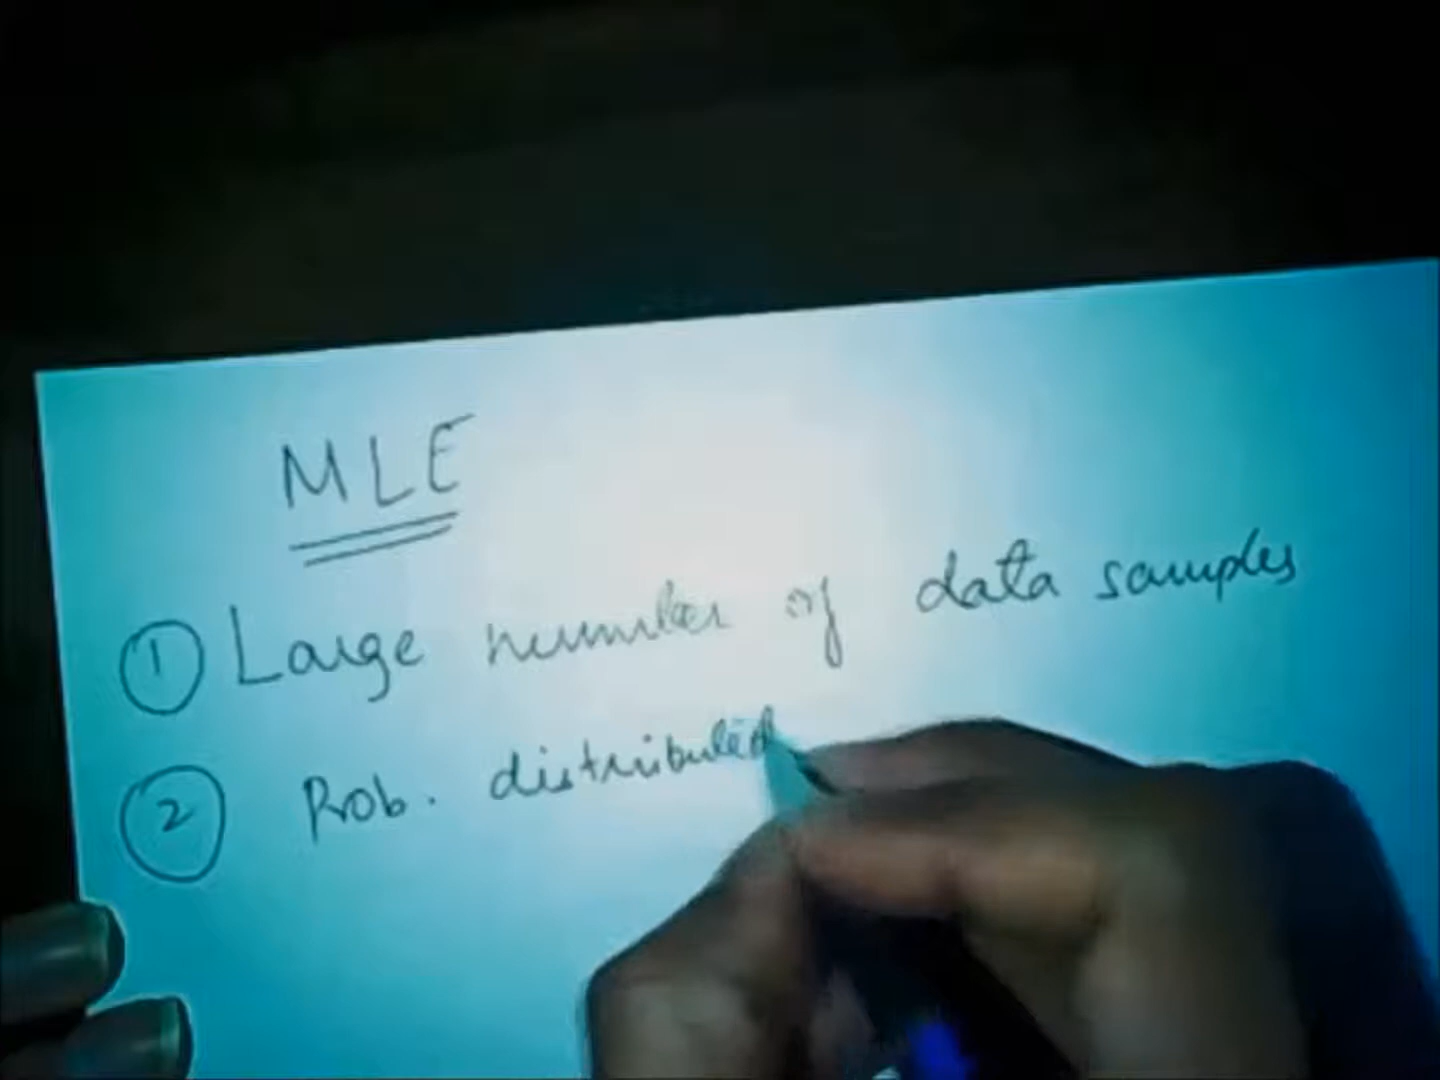 MLE
① Large number of data samples
② Prob. distributed